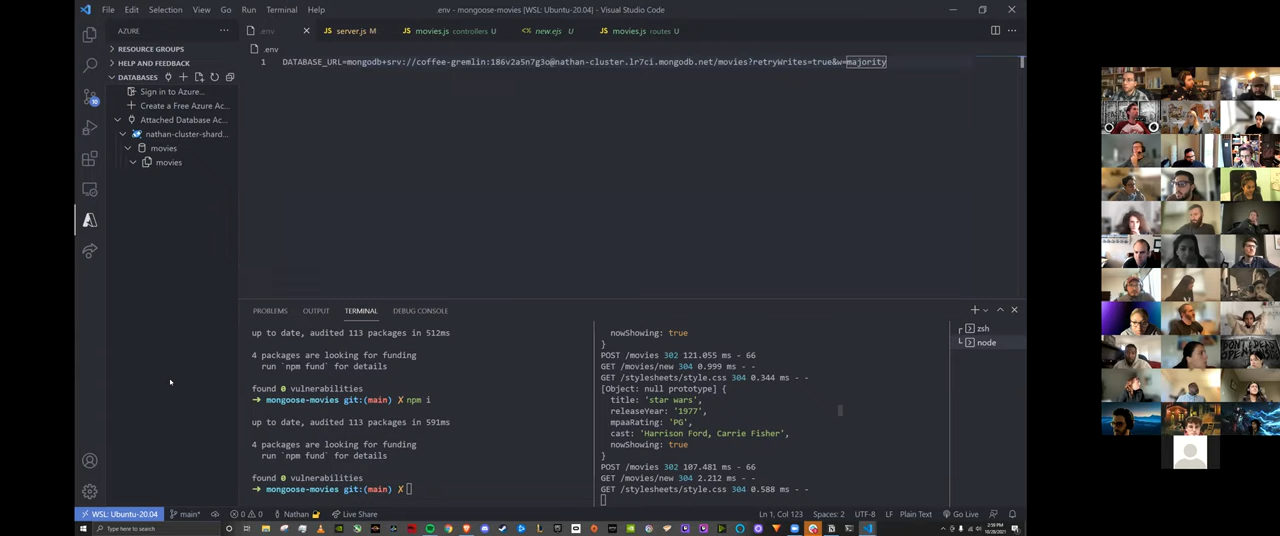 File Edit Selection View Go Run Terminal Help
.env - mongoose-movies [WSL: Ubuntu-20.04] - Visual Studio Code
AZURE ...
.env
server.js M
movies.js controllers U
new.ejs U
movies.js routes U
RESOURCE GROUPS
HELP AND FEEDBACK
DATABASES
Sign in to Azure...
Create a Free Azure Ac...
Attached Database Ac...
nathan-cluster-shard...
movies
movies
.env
1 DATABASE_URL=mongodb+srv://coffee-gremlin:186v2a5n7g3o@nathan-cluster.lr7ci.mongodb.net/movies?retryWrites=true&w=majority
PROBLEMS OUTPUT TERMINAL DEBUG CONSOLE
up to date, audited 113 packages in 512ms
4 packages are looking for funding
run `npm fund` for details
found 0 vulnerabilities
→ mongoose-movies git:(main) ✗ npm i
up to date, audited 113 packages in 591ms
4 packages are looking for funding
run `npm fund` for details
found 0 vulnerabilities
→ mongoose-movies git:(main) ✗
nowShowing: true
}
POST /movies 302 121.055 ms - 66
GET /movies/new 304 0.999 ms - -
GET /stylesheets/style.css 304 0.344 ms - -
[Object: null prototype] {
title: 'star wars',
releaseYear: '1977',
mpaaRating: 'PG',
cast: 'Harrison Ford, Carrie Fisher',
nowShowing: true
}
POST /movies 302 107.481 ms - 66
GET /movies/new 304 2.212 ms - -
GET /stylesheets/style.css 304 0.588 ms - -
zsh
node
WSL: Ubuntu-20.04 main* 0 0 Nathan Live Share
Ln 1, Col 123 Spaces: 2 UTF-8 LF Plain Text Go Live
Type here to search
2:59 PM
10/28/2021